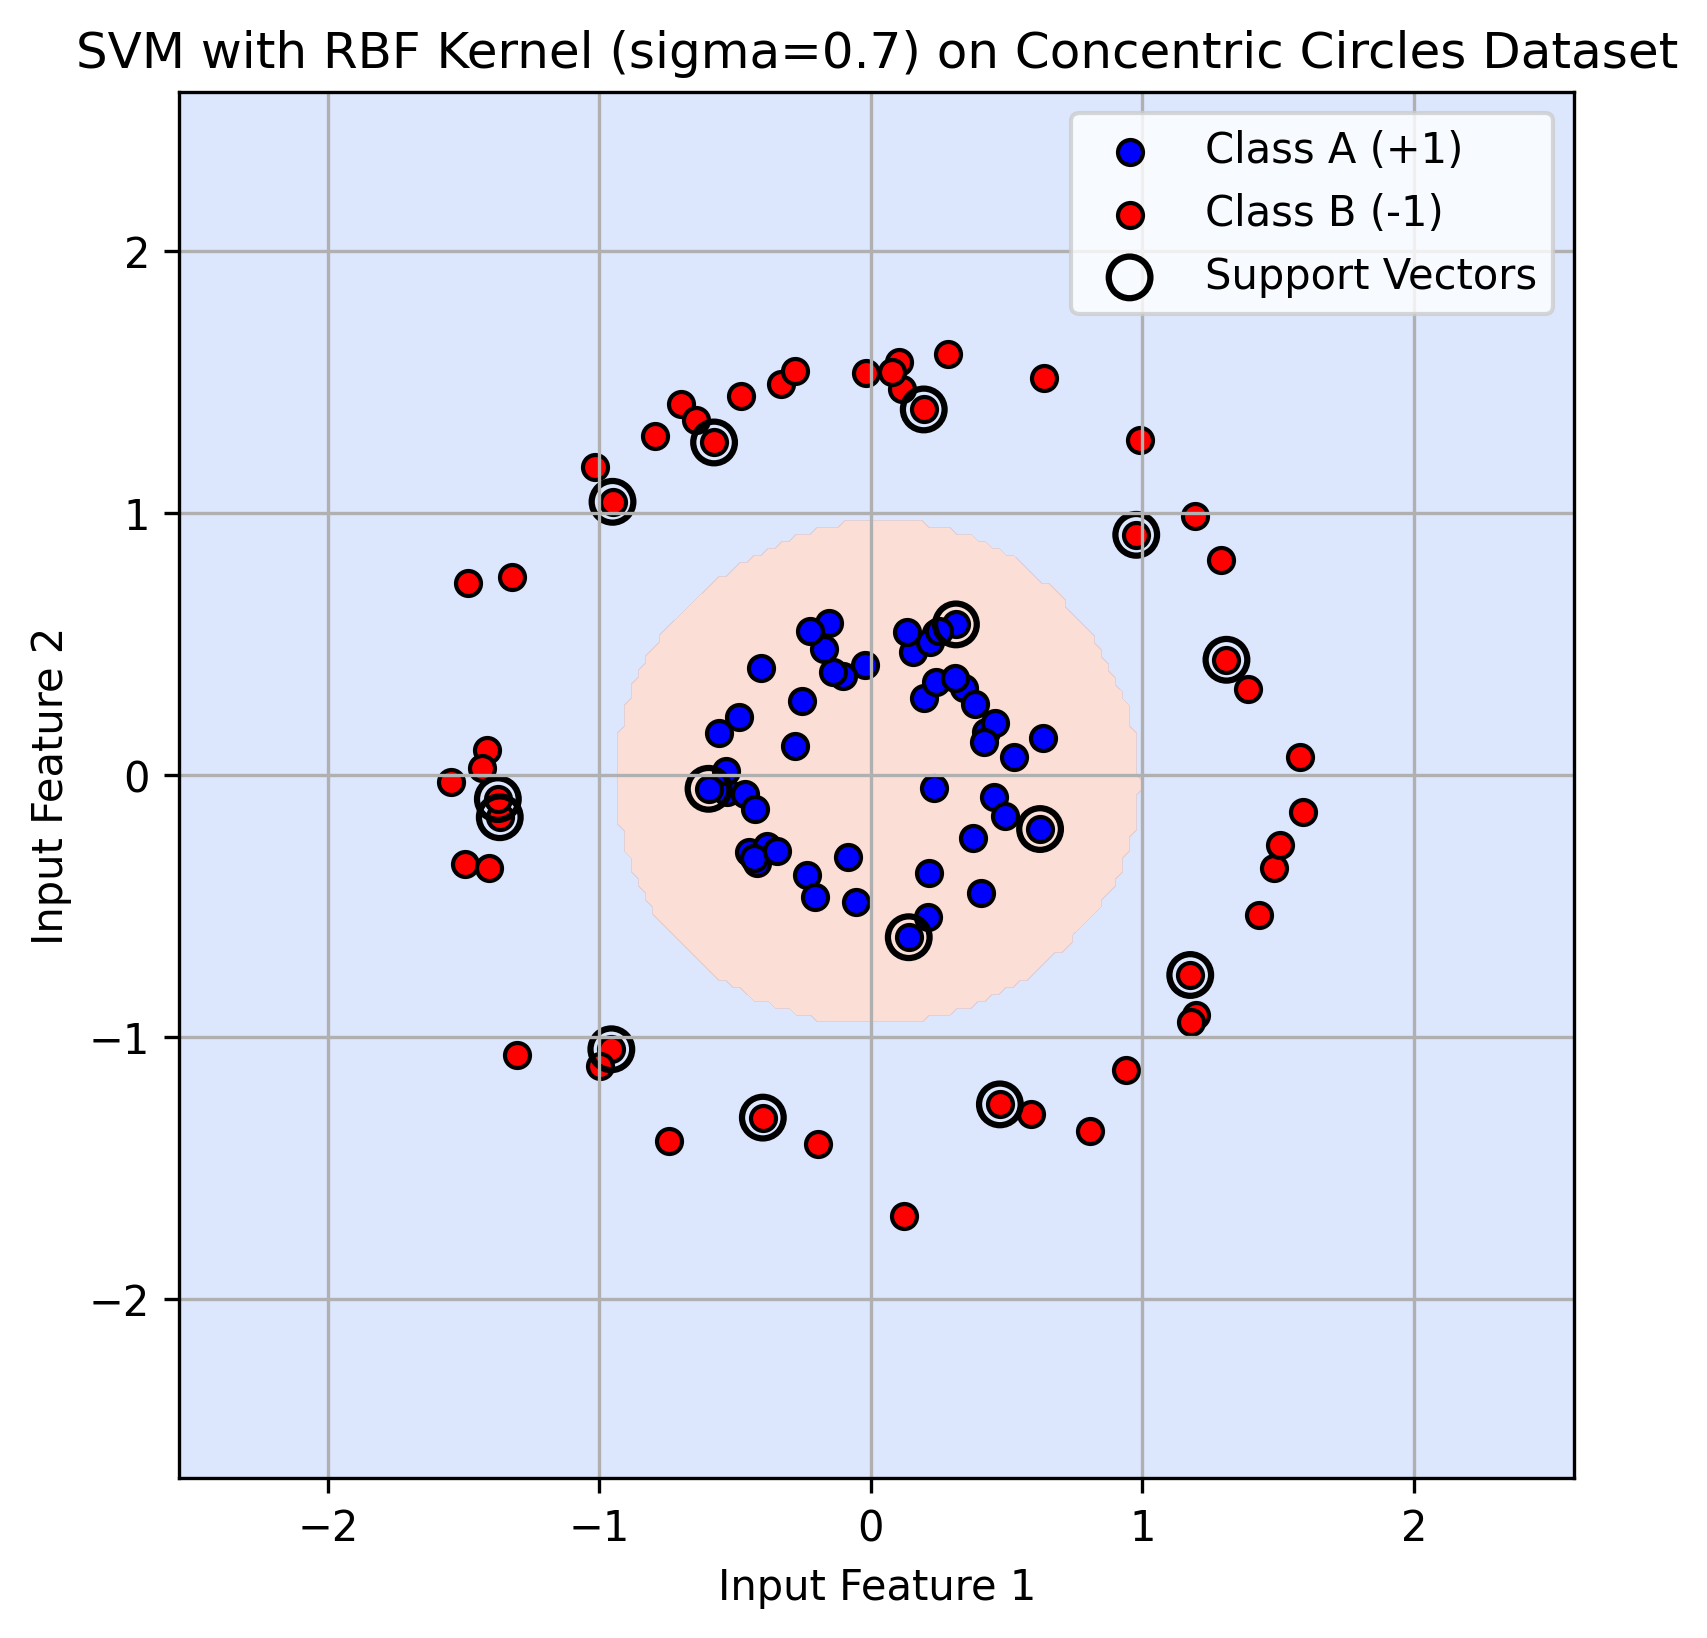 SVM with RBF Kernel (sigma=0.7) on Concentric Circles Dataset
Class A (+1)
Class B (-1)
Support Vectors
2
1
0
−1
−2
Input Feature 2
−2
−1
0
1
2
Input Feature 1